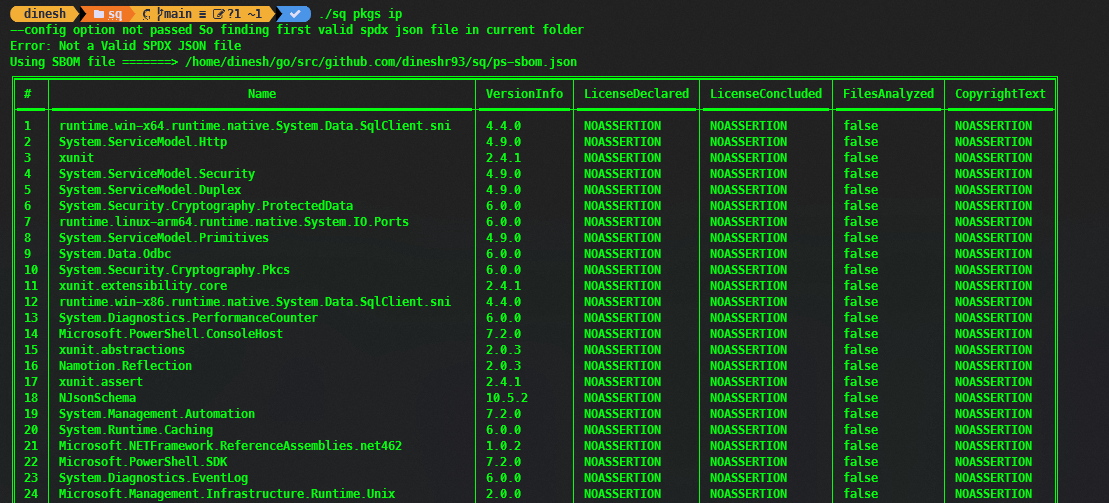 dinesh sq main ≡ ?1 ~1 ./sq pkgs ip
--config option not passed So finding first valid spdx json file in current folder
Error: Not a Valid SPDX JSON file
Using SBOM file =======> /home/dinesh/go/src/github.com/dineshr93/sq/ps-sbom.json
# Name VersionInfo LicenseDeclared LicenseConcluded FilesAnalyzed CopyrightText
1 runtime.win-x64.runtime.native.System.Data.SqlClient.sni 4.4.0 NOASSERTION NOASSERTION false NOASSERTION
2 System.ServiceModel.Http 4.9.0 NOASSERTION NOASSERTION false NOASSERTION
3 xunit 2.4.1 NOASSERTION NOASSERTION false NOASSERTION
4 System.ServiceModel.Security 4.9.0 NOASSERTION NOASSERTION false NOASSERTION
5 System.ServiceModel.Duplex 4.9.0 NOASSERTION NOASSERTION false NOASSERTION
6 System.Security.Cryptography.ProtectedData 6.0.0 NOASSERTION NOASSERTION false NOASSERTION
7 runtime.linux-arm64.runtime.native.System.IO.Ports 6.0.0 NOASSERTION NOASSERTION false NOASSERTION
8 System.ServiceModel.Primitives 4.9.0 NOASSERTION NOASSERTION false NOASSERTION
9 System.Data.Odbc 6.0.0 NOASSERTION NOASSERTION false NOASSERTION
10 System.Security.Cryptography.Pkcs 6.0.0 NOASSERTION NOASSERTION false NOASSERTION
11 xunit.extensibility.core 2.4.1 NOASSERTION NOASSERTION false NOASSERTION
12 runtime.win-x86.runtime.native.System.Data.SqlClient.sni 4.4.0 NOASSERTION NOASSERTION false NOASSERTION
13 System.Diagnostics.PerformanceCounter 6.0.0 NOASSERTION NOASSERTION false NOASSERTION
14 Microsoft.PowerShell.ConsoleHost 7.2.0 NOASSERTION NOASSERTION false NOASSERTION
15 xunit.abstractions 2.0.3 NOASSERTION NOASSERTION false NOASSERTION
16 Namotion.Reflection 2.0.3 NOASSERTION NOASSERTION false NOASSERTION
17 xunit.assert 2.4.1 NOASSERTION NOASSERTION false NOASSERTION
18 NJsonSchema 10.5.2 NOASSERTION NOASSERTION false NOASSERTION
19 System.Management.Automation 7.2.0 NOASSERTION NOASSERTION false NOASSERTION
20 System.Runtime.Caching 6.0.0 NOASSERTION NOASSERTION false NOASSERTION
21 Microsoft.NETFramework.ReferenceAssemblies.net462 1.0.2 NOASSERTION NOASSERTION false NOASSERTION
22 Microsoft.PowerShell.SDK 7.2.0 NOASSERTION NOASSERTION false NOASSERTION
23 System.Diagnostics.EventLog 6.0.0 NOASSERTION NOASSERTION false NOASSERTION
24 Microsoft.Management.Infrastructure.Runtime.Unix 2.0.0 NOASSERTION NOASSERTION false NOASSERTION